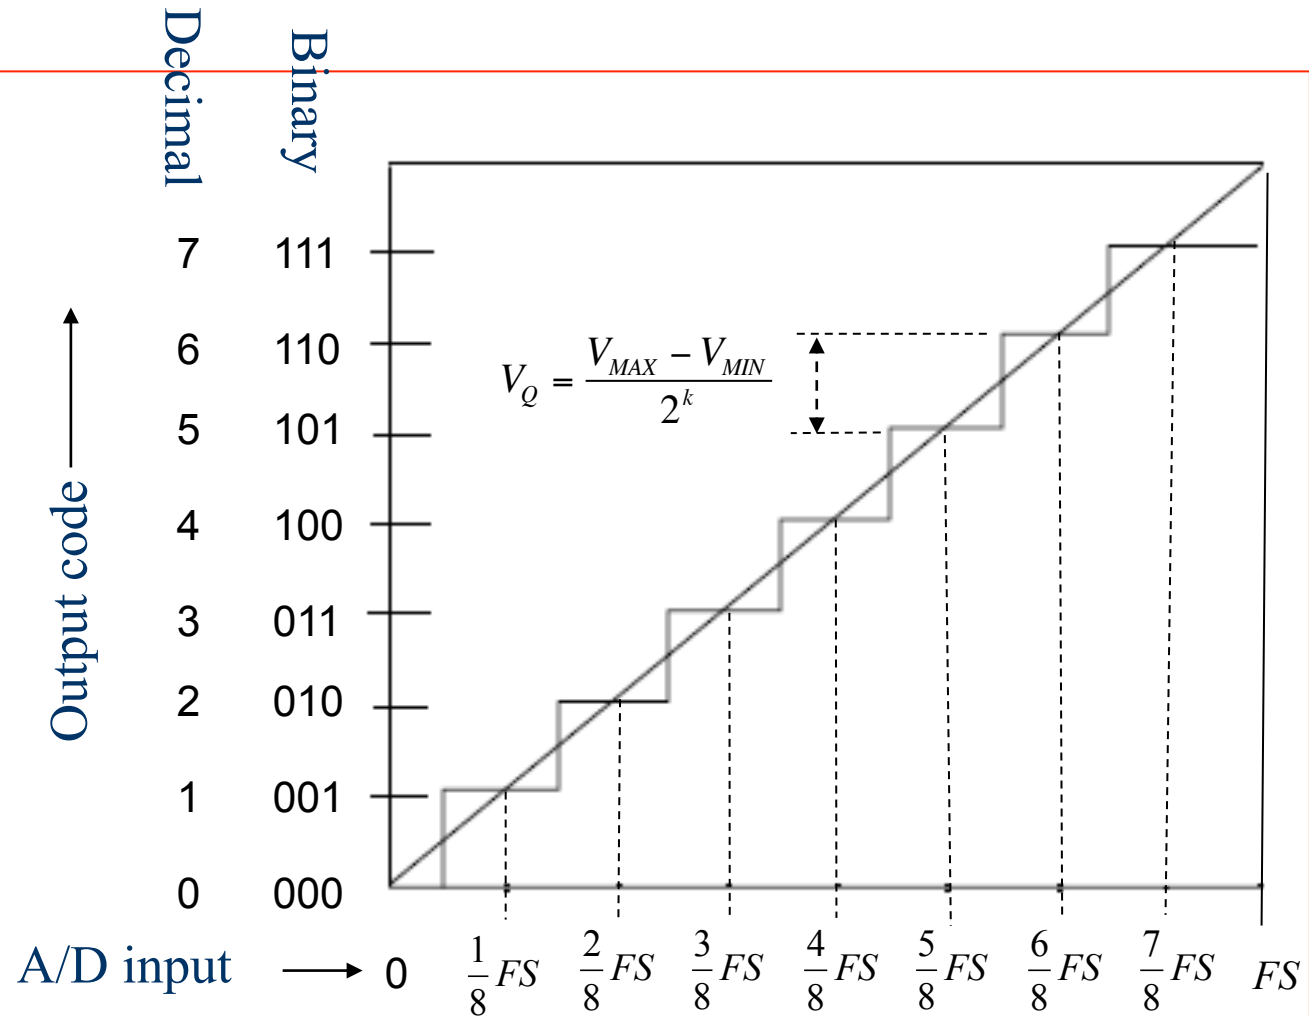 Decimal Binary
7 111
6 110
V_Q = (V_MAX − V_MIN) / 2^k
5 101
4 100
Output code
3 011
2 010
1 001
0 000
A/D input 0 1/8 FS 2/8 FS 3/8 FS 4/8 FS 5/8 FS 6/8 FS 7/8 FS FS